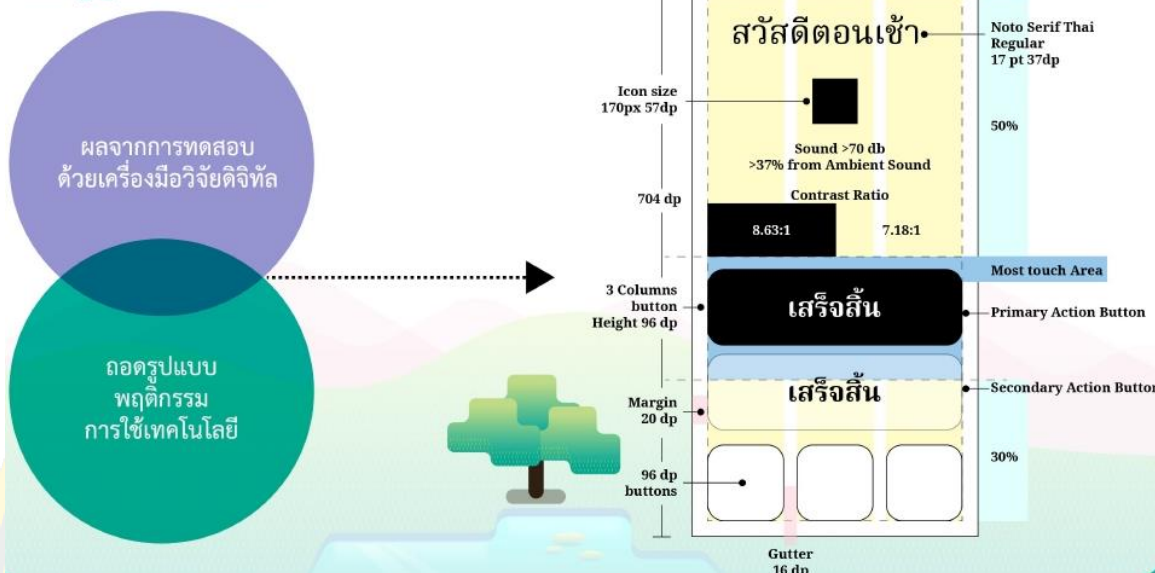 ผลจากการทดสอบ
ด้วยเครื่องมือวิจัยดิจิทัล
ถอดรูปแบบ
พฤติกรรม
การใช้เทคโนโลยี
สวัสดีตอนเช้า
Noto Serif Thai
Regular
17 pt 37dp
Icon size
170px 57dp
50%
Sound >70 db
>37% from Ambient Sound
704 dp
Contrast Ratio
8.63:1
7.18:1
Most touch Area
3 Columns
button
Height 96 dp
เสร็จสิ้น
Primary Action Button
เสร็จสิ้น
Secondary Action Button
Margin
20 dp
30%
96 dp
buttons
Gutter
16 dp